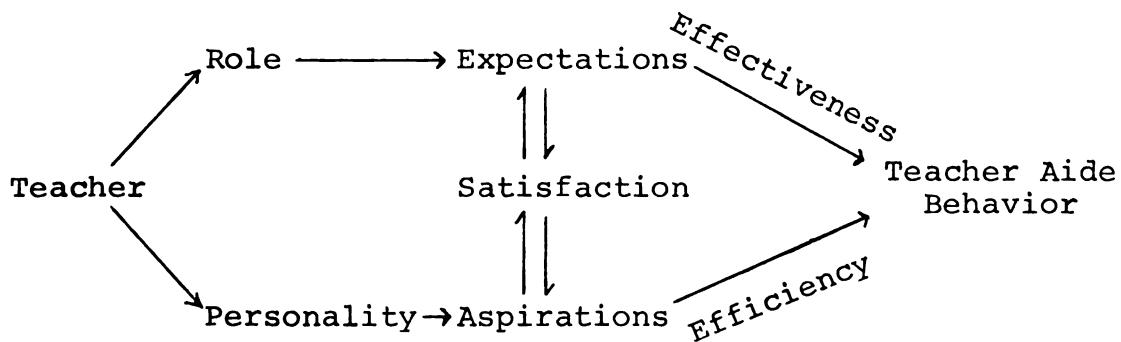 Effectiveness
Role Expectations
Teacher Satisfaction
Teacher Aide
Behavior
Personality Aspirations
Efficiency